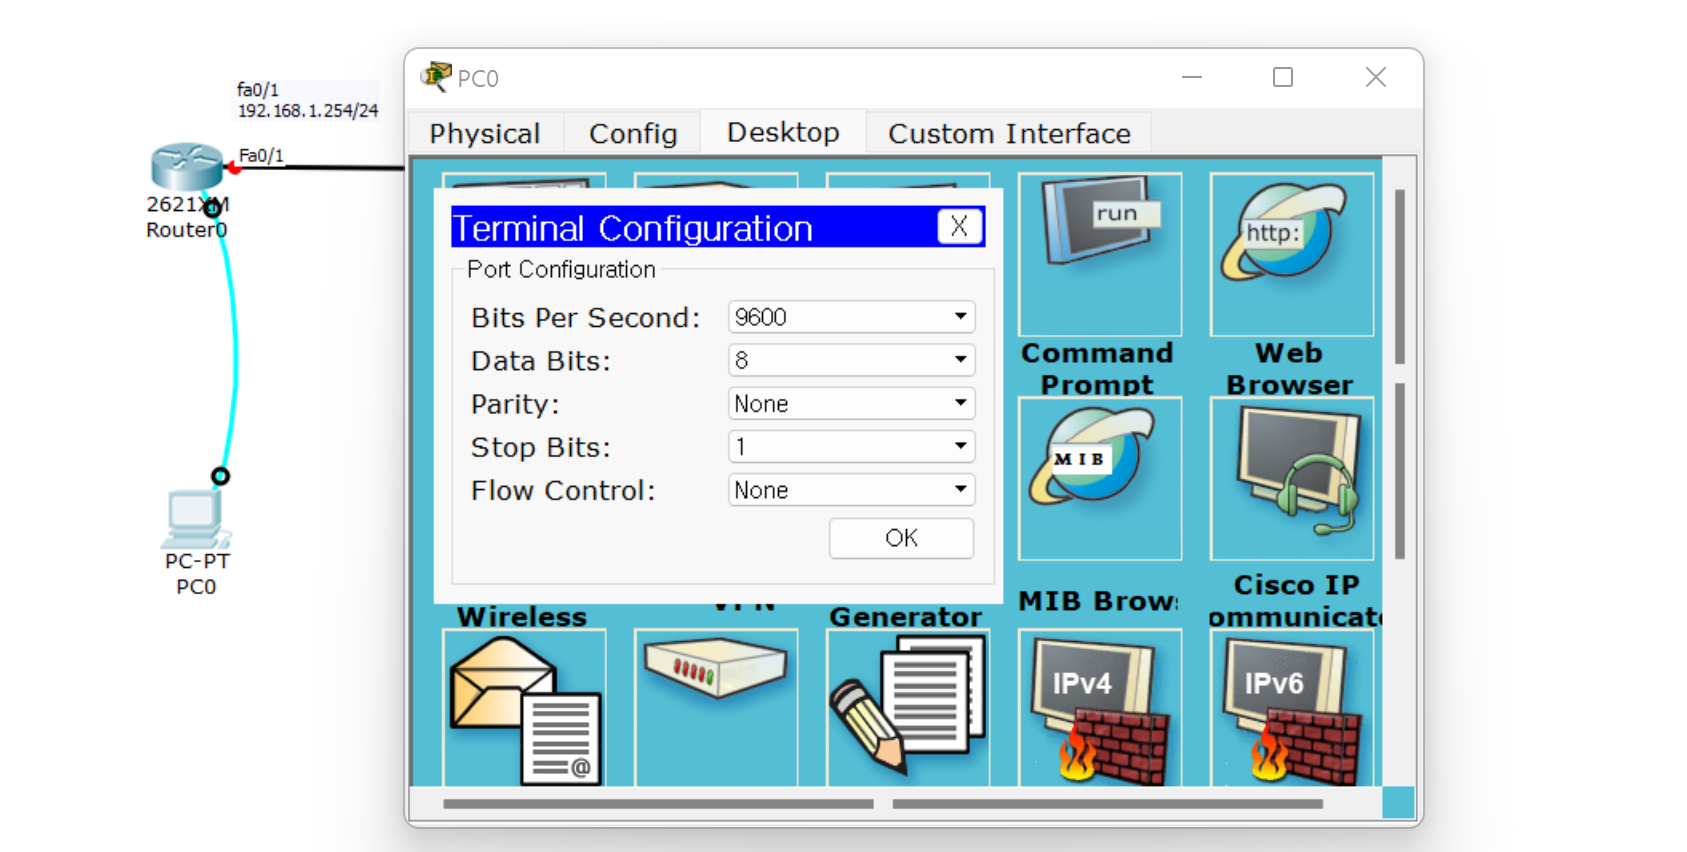 fa0/1
192.168.1.254/24
Fa0/1
2621XM
Router0
PC-PT
PC0
PC0
Physical
Config
Desktop
Custom Interface
Terminal Configuration
X
Port Configuration
Bits Per Second:
9600
Data Bits:
8
Parity:
None
Stop Bits:
1
Flow Control:
None
OK
run
http:
Command
Prompt
Web
Browser
MIB
Wireless
VPN
Generator
MIB Brow
Cisco IP
ommunicat
@
IPv4
IPv6